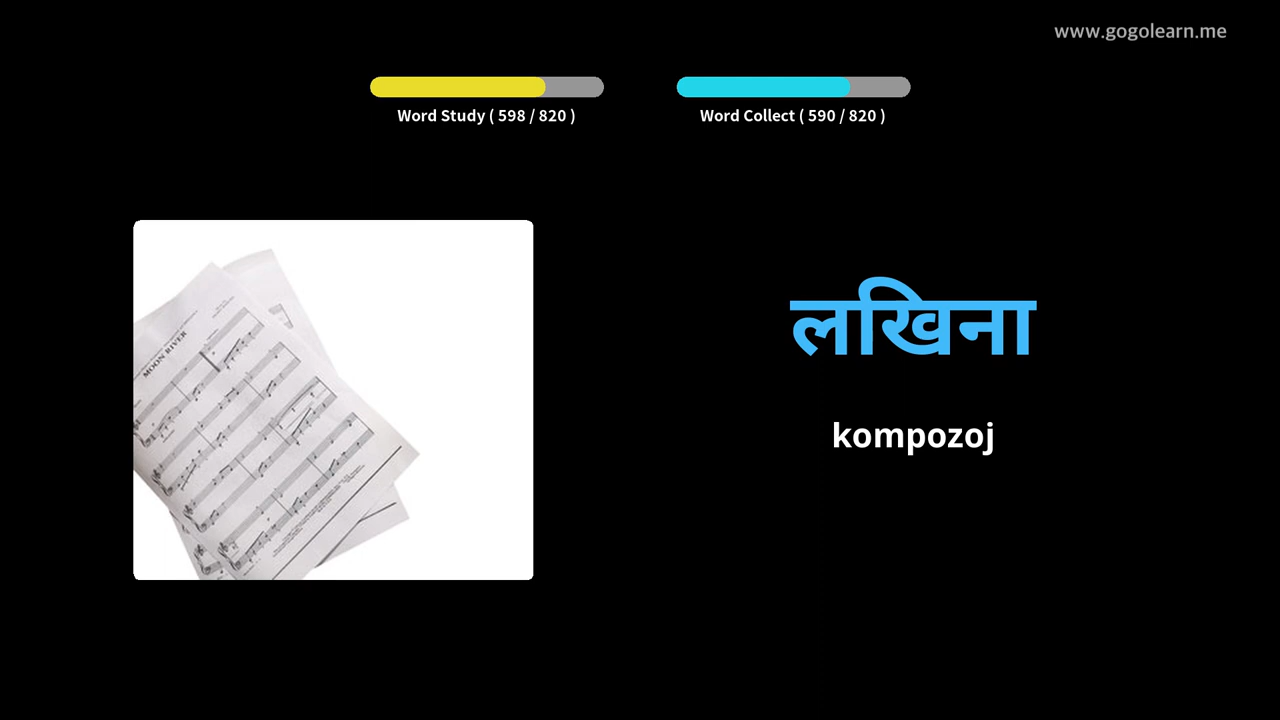 www.gogolearn.me
Word Study ( 598 / 820 )
Word Collect ( 590 / 820 )
MOON RIVER
लखिना
kompozoj